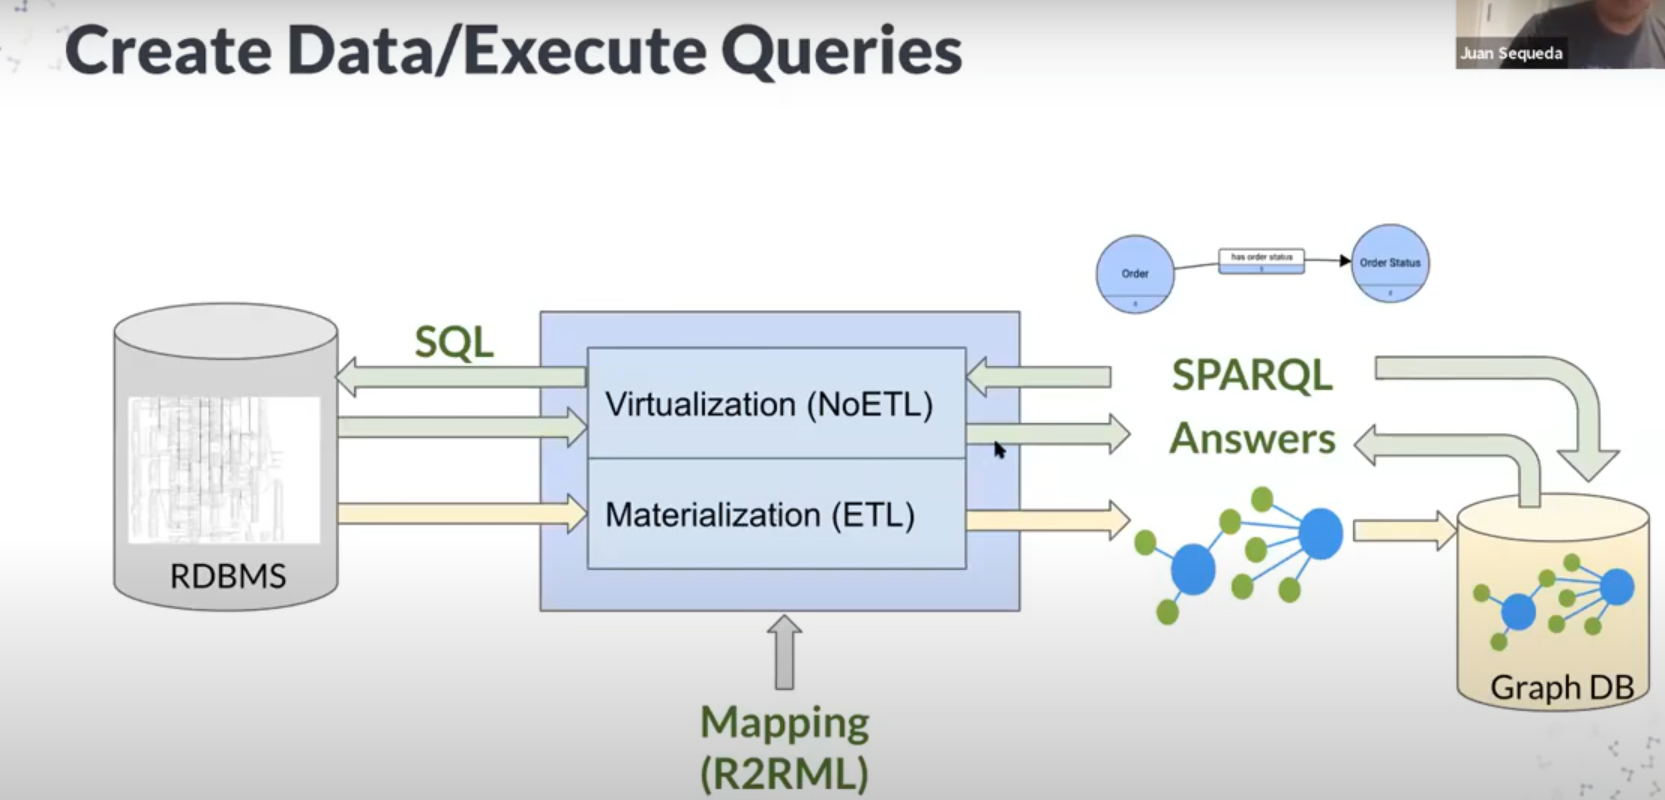 Create Data/Execute Queries
Juan Sequeda
Order
has order status
Order Status
SQL
SPARQL
Virtualization (NoETL)
Answers
Materialization (ETL)
RDBMS
Graph DB
Mapping
(R2RML)